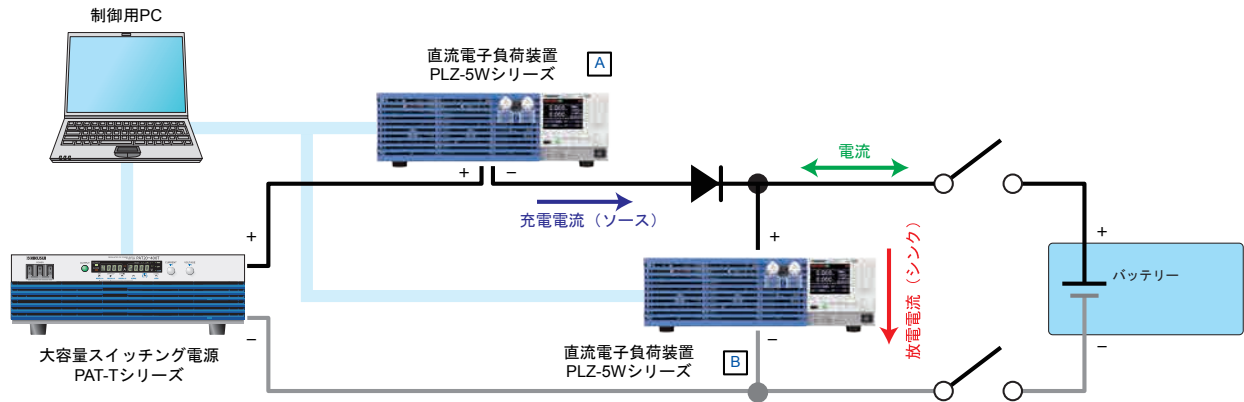 制御用PC
直流電子負荷装置
PLZ-5Wシリーズ
A
+ −
電流
充電電流（ソース）
+
+
+
バッテリー
放電電流（シンク）
−
−
−
大容量スイッチング電源
PAT-Tシリーズ
直流電子負荷装置
PLZ-5Wシリーズ
B